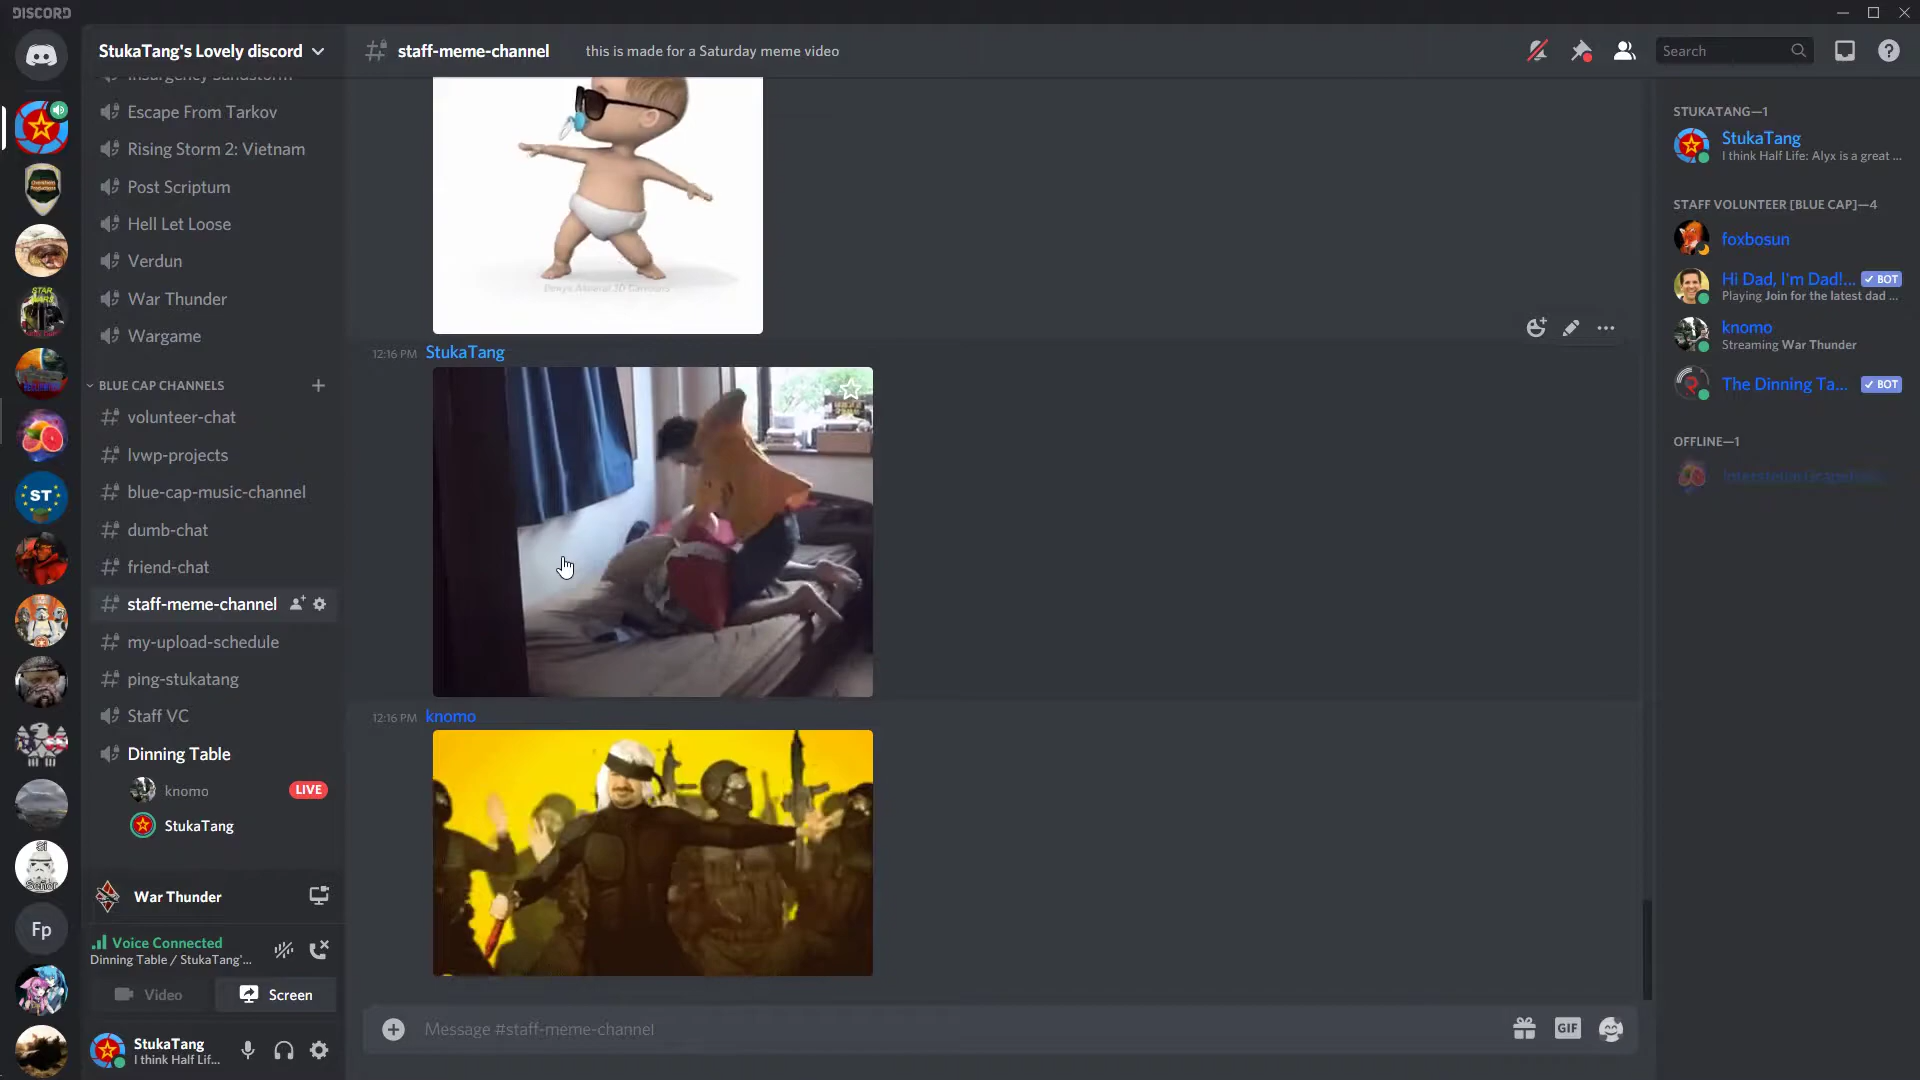 DISCORD
StukaTang's Lovely discord
staff-meme-channel
this is made for a Saturday meme video
Search
Insurgency Sandstorm
Escape From Tarkov
Rising Storm 2: Vietnam
Post Scriptum
Hell Let Loose
Verdun
War Thunder
Wargame
BLUE CAP CHANNELS
volunteer-chat
lvwp-projects
blue-cap-music-channel
dumb-chat
friend-chat
staff-meme-channel
my-upload-schedule
ping-stukatang
Staff VC
Dinning Table
knomo
LIVE
StukaTang
War Thunder
Voice Connected
Dinning Table / StukaTang'...
Video
Screen
StukaTang
I think Half Lif...
ST
Fp
12:16 PM StukaTang
12:16 PM knomo
Message #staff-meme-channel
GIF
STUKATANG—1
StukaTang
I think Half Life: Alyx is a great ...
STAFF VOLUNTEER [BLUE CAP]—4
foxbosun
Hi Dad, I'm Dad!... BOT
Playing Join for the latest dad ...
knomo
Streaming War Thunder
The Dinning Ta... BOT
OFFLINE—1